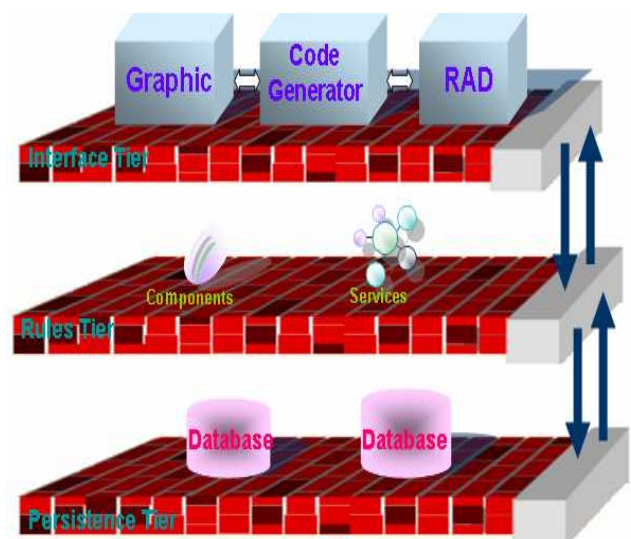 Graphic
Code
Generator
RAD
Interface Tier
Components
Services
Rules Tier
Database
Database
Persistence Tier